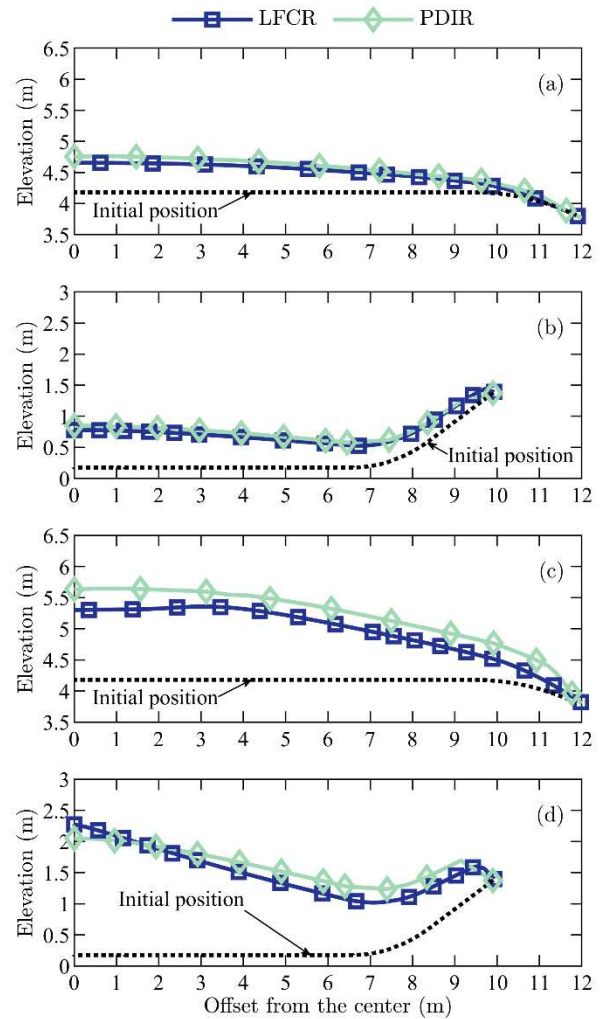 LFCR PDIR
6.5
6
5.5
5
4.5
4
3.5
Elevation (m)
(a)
Initial position
0 1 2 3 4 5 6 7 8 9 10 11 12
3
2.5
2
1.5
1
0.5
0
Elevation (m)
(b)
Initial position
0 1 2 3 4 5 6 7 8 9 10 11 12
6.5
6
5.5
5
4.5
4
3.5
Elevation (m)
(c)
Initial position
0 1 2 3 4 5 6 7 8 9 10 11 12
3
2.5
2
1.5
1
0.5
0
Elevation (m)
(d)
Initial position
0 1 2 3 4 5 6 7 8 9 10 11 12
Offset from the center (m)